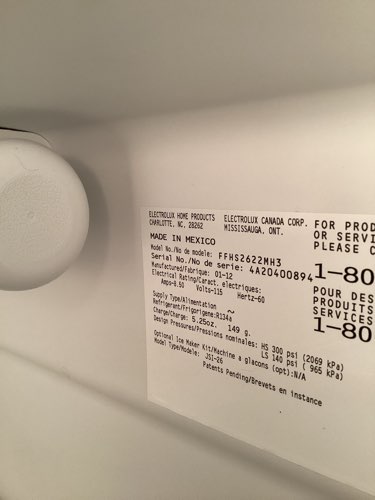 ELECTROLUX HOME PRODUCTS ELECTROLUX CANADA CORP.
CHARLOTTE, NC, 28262 MISSISSAUGA, ONT.
MADE IN MEXICO
Model No./No de modele: FFHS2622MH3
Serial No./No de serie: 4A20400894
Manufactured/Fabrique: 01-12
Electrical Rating/Caract. electriques:
Amps-8.50 Volts-115 Hertz-60
Supply Type/Alimentation ~
Refrigerent/Frigorigene:R134a
Charge/Charge: 5.25oz. 149 g.
Design Pressures/Pressions nominales: HS 300 psi (2069 kPa)
LS 140 psi ( 965 kPa)
Optional Ice Maker Kit/Machine a glacons (opt):N/A
Model Type/Modele: JS1-26
Patents Pending/Brevets en instance
FOR PROD
OR SERVI
PLEASE C
1-80
POUR DES
PRODUITS
SERVICES
1-80